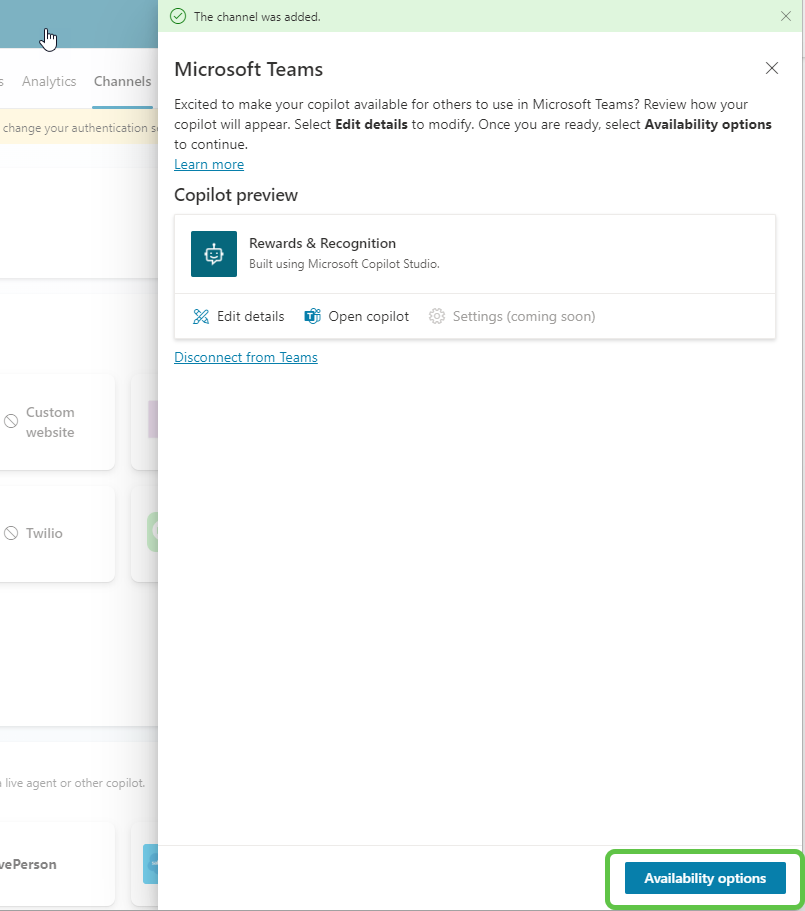 The channel was added.
Analytics
Channels
change your authentication
Microsoft Teams
Excited to make your copilot available for others to use in Microsoft Teams? Review how your
copilot will appear. Select Edit details to modify. Once you are ready, select Availability options
to continue.
Learn more
Copilot preview
Rewards & Recognition
Built using Microsoft Copilot Studio.
Edit details
Open copilot
Settings (coming soon)
Disconnect from Teams
Custom
website
Twilio
live agent or other copilot.
vePerson
Availability options